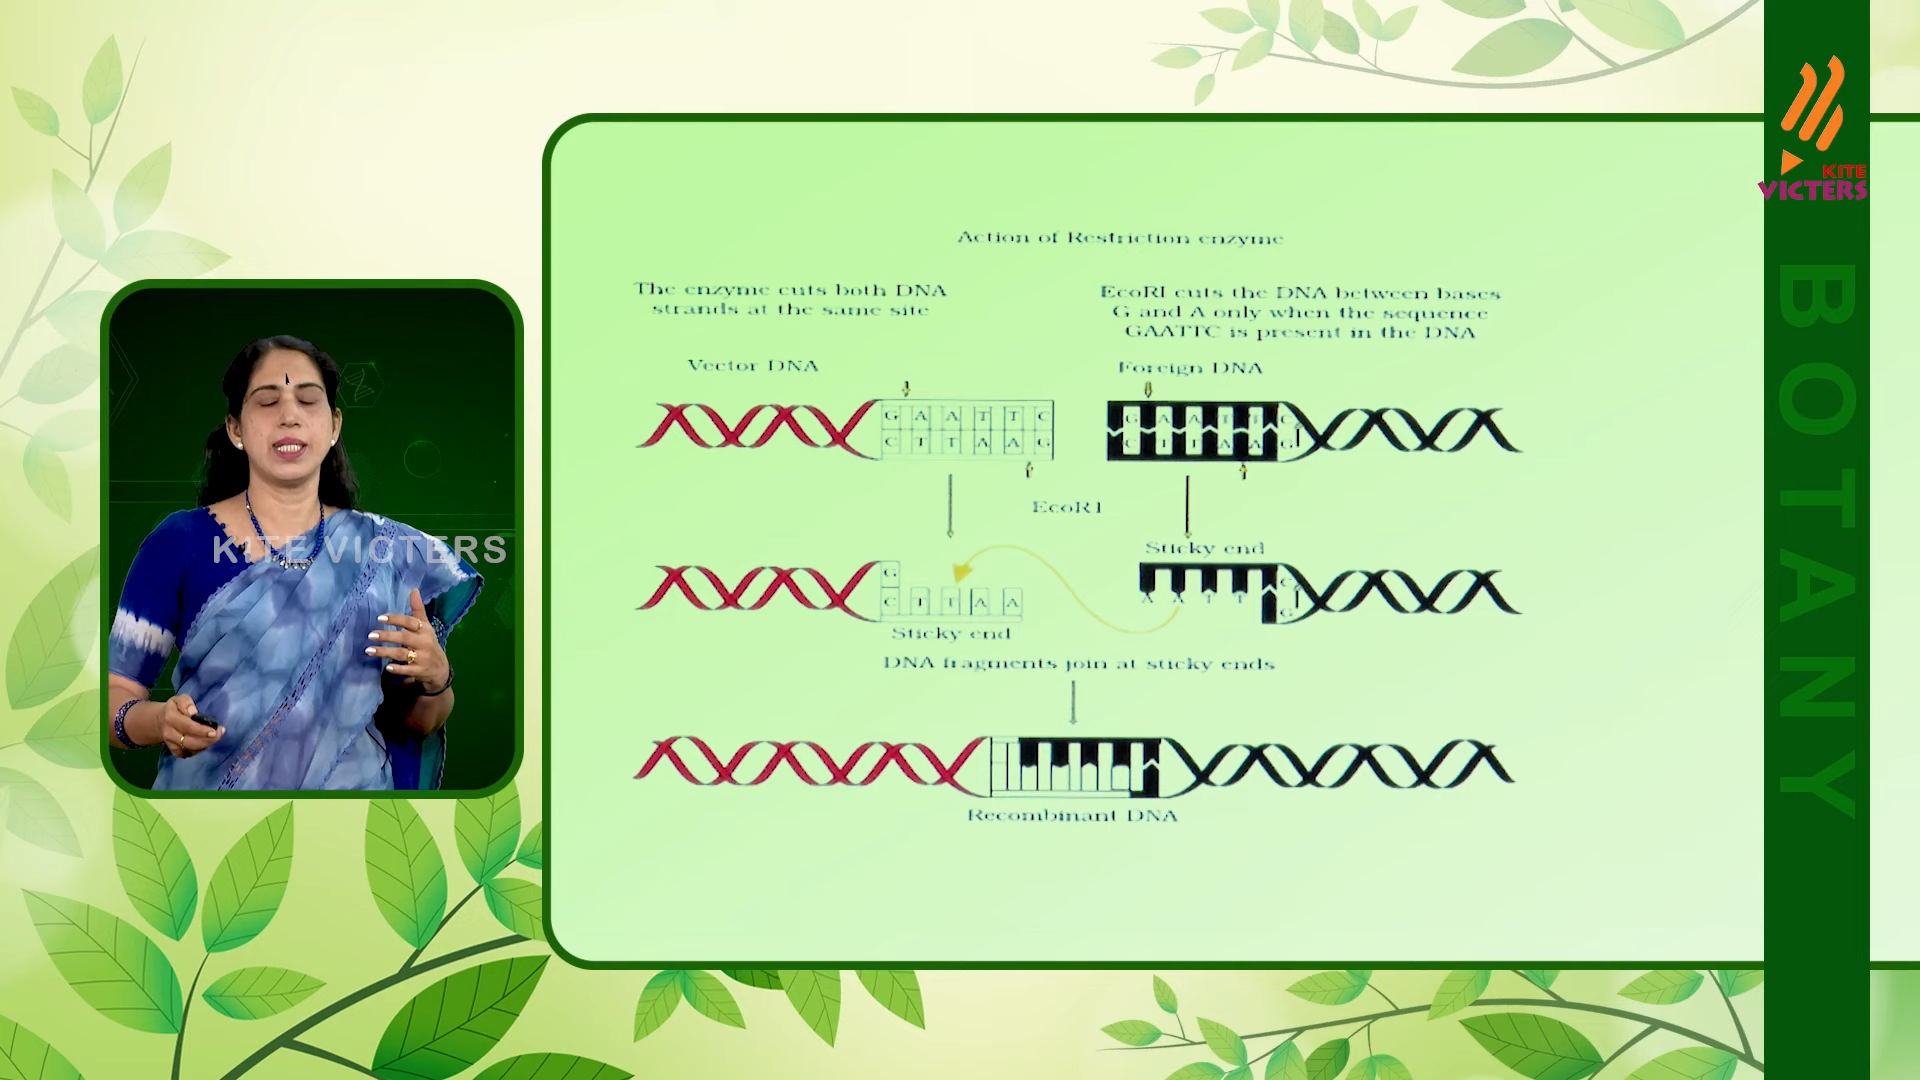 KITE
VICTERS
BOTANY
KITE VICTERS
Action of Restriction enzyme
The enzyme cuts both DNA
strands at the same site
EcoRI cuts the DNA between bases
G and A only when the sequence
GAATTC is present in the DNA
Vector DNA
Foreign DNA
G A A T T C
C T T A A G
G A A T T C
C T T A A G
EcoRI
Sticky end
G
C T T A A
A A T T
C
G
Sticky end
DNA fragments join at sticky ends
Recombinant DNA